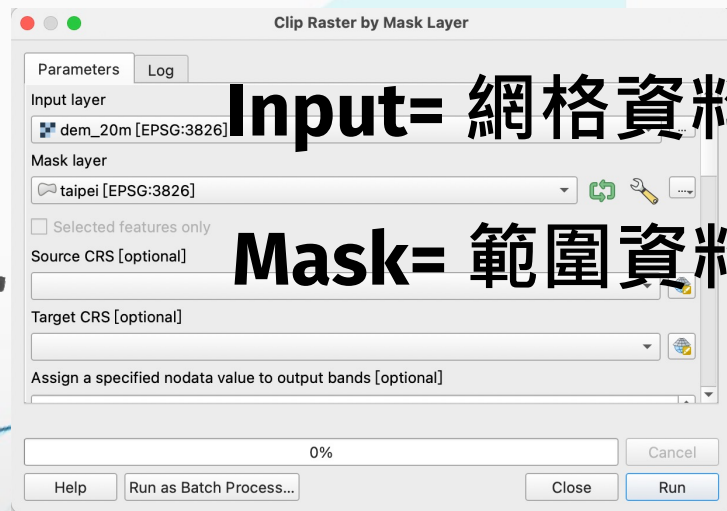 Clip Raster by Mask Layer
Parameters Log
Input layer
Input= 網格資料
dem_20m [EPSG:3826]
Mask layer
taipei [EPSG:3826]
Selected features only
Mask= 範圍資料
Source CRS [optional]
Target CRS [optional]
Assign a specified nodata value to output bands [optional]
0%
Cancel
Help Run as Batch Process... Close Run